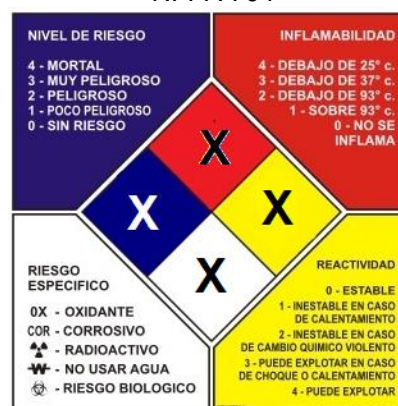 NIVEL DE RIESGO
4 - MORTAL
3 - MUY PELIGROSO
2 - PELIGROSO
1 - POCO PELIGROSO
0 - SIN RIESGO
INFLAMABILIDAD
4 - DEBAJO DE 25° c.
3 - DEBAJO DE 37° c.
2 - DEBAJO DE 93° c.
1 - SOBRE 93° c.
0 - NO SE
INFLAMA
X
X
X
X
RIESGO
ESPECIFICO
OX - OXIDANTE
COR - CORROSIVO
- RADIOACTIVO
W - NO USAR AGUA
- RIESGO BIOLOGICO
REACTIVIDAD
0 - ESTABLE
1 - INESTABLE EN CASO
DE CALENTAMIENTO
2 - INESTABLE EN CASO
DE CAMBIO QUIMICO VIOLENTO
3 - PUEDE EXPLOTAR EN CASO
DE CHOQUE O CALENTAMIENTO
4 - PUEDE EXPLOTAR